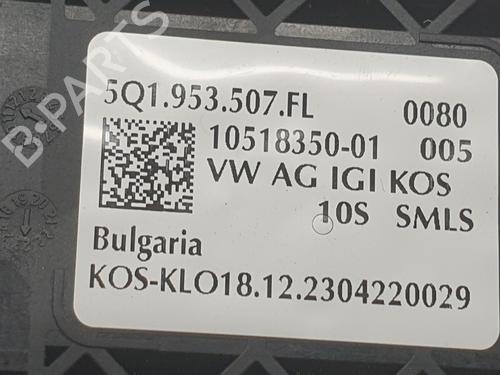 B-PARTS
5Q1.953.507.FL 0080
10518350-01 005
VW AG IGI KOS
10S SMLS
Bulgaria
KOS-KLO18.12.2304220029